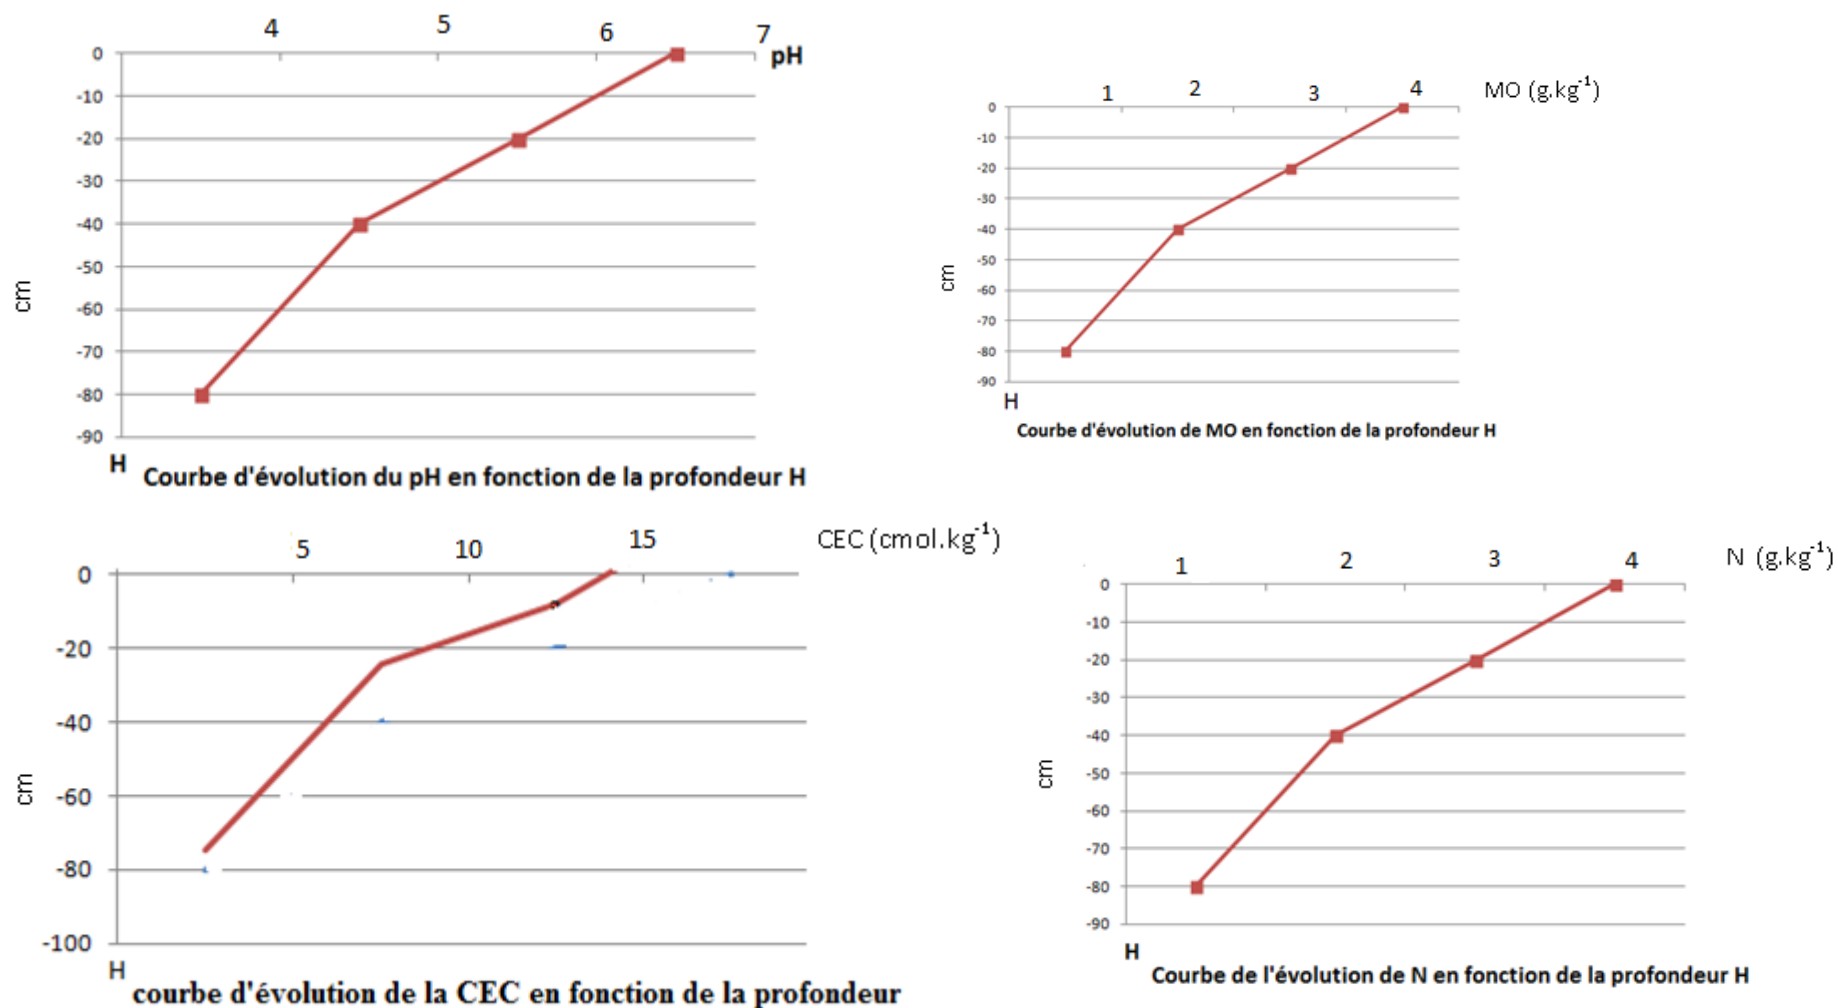 4 5 6 7
pH
0
-10
-20
-30
-40
-50
-60
-70
-80
-90
cm
H
Courbe d'évolution du pH en fonction de la profondeur H
1 2 3 4
MO (g.kg⁻¹)
0
-10
-20
-30
-40
-50
-60
-70
-80
-90
cm
H
Courbe d'évolution de MO en fonction de la profondeur H
5 10 15
CEC (cmol.kg⁻¹)
0
-20
-40
-60
-80
-100
cm
H
courbe d'évolution de la CEC en fonction de la profondeur
1 2 3 4
N (g.kg⁻¹)
0
-10
-20
-30
-40
-50
-60
-70
-80
-90
cm
H
Courbe de l'évolution de N en fonction de la profondeur H